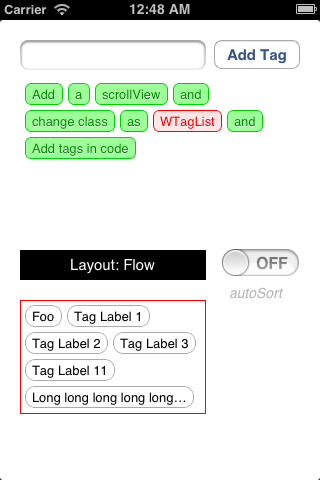 Carrier 12:48 AM
Add Tag
Add a scrollView and
change class as WTagList and
Add tags in code
Layout: Flow OFF
autoSort
Foo Tag Label 1
Tag Label 2 Tag Label 3
Tag Label 11
Long long long long long...